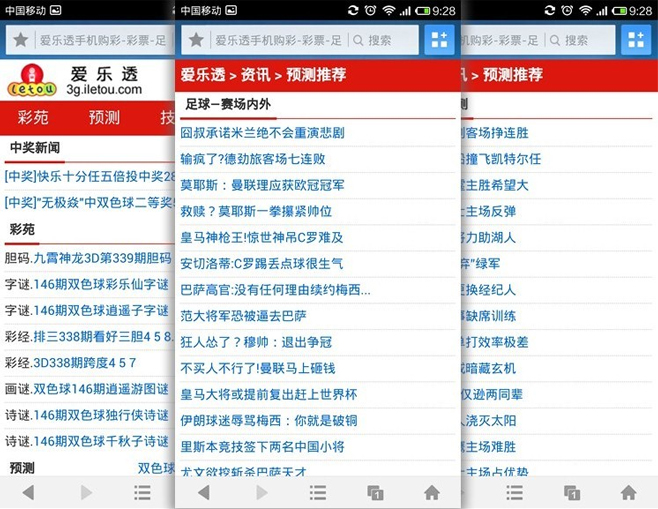 中国移动
爱乐透手机购彩-彩票-足
爱乐透
letou
3g.iletou.com
彩苑 预测
中奖新闻
[中奖]快乐十分任五倍投中奖28
[中奖]"无极焱"中双色球二等奖
彩苑
胆码.九霄神龙3D第339期胆码
字谜.146期双色球彩乐仙字谜
字谜.146期双色球逍遥子字谜
彩经.排三338期看好三胆4 5 8.
彩经.3D338期跨度4 5 7
画谜.双色球146期逍遥游图谜
诗谜.146期双色球独行侠诗谜
诗谜.146期双色球千秋子诗谜
预测 双色球
中国移动 9:28
爱乐透手机购彩-彩票-足 搜索
爱乐透 > 资讯 > 预测推荐
足球—赛场内外
囧叔承诺米兰绝不会重演悲剧
输疯了?德劲旅客场七连败
莫耶斯：曼联理应获欧冠冠军
救赎？莫耶斯一拳攥紧帅位
皇马神枪王!惊世神吊C罗难及
安切洛蒂:C罗踢丢点球很生气
巴萨高官:没有任何理由续约梅西...
范大将军恐被逼去巴萨
狂人怂了？穆帅：退出争冠
不买人不行了!曼联马上砸钱
皇马大将或提前复出赶上世界杯
伊朗球迷辱骂梅西：你就是破铜
里斯本竞技签下两名中国小将
尤文欲挖斩杀巴萨天才
1
9:28
搜索
讯 > 预测推荐
客场挣连胜
撞飞凯特尔任
主胜希望大
主场反弹
力助湖人
弃"绿军
更换经纪人
事缺席训练
单打效率极差
或暗藏玄机
仅逊两同辈
人浇灭太阳
鹰主场难胜
士主场占优势
1